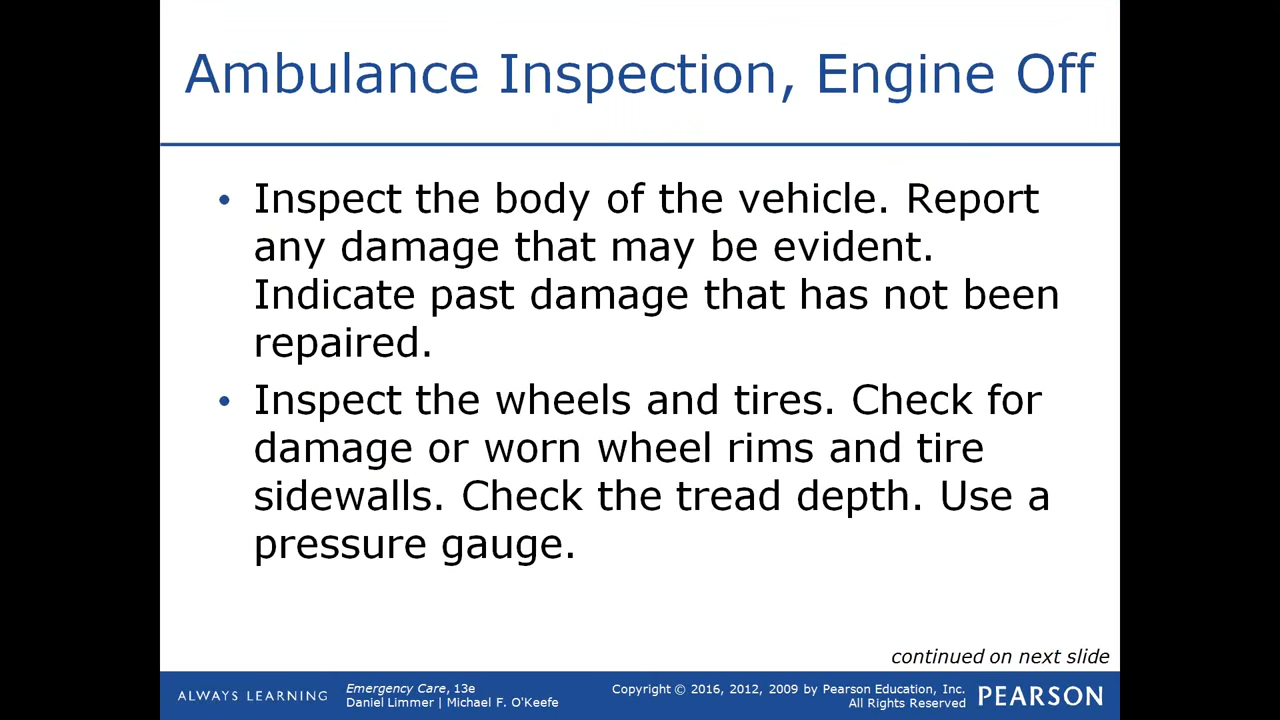 Ambulance Inspection, Engine Off
• Inspect the body of the vehicle. Report
any damage that may be evident.
Indicate past damage that has not been
repaired.
• Inspect the wheels and tires. Check for
damage or worn wheel rims and tire
sidewalls. Check the tread depth. Use a
pressure gauge.
continued on next slide
ALWAYS LEARNING
Emergency Care, 13e
Daniel Limmer | Michael F. O'Keefe
Copyright © 2016, 2012, 2009 by Pearson Education, Inc.
All Rights Reserved
PEARSON